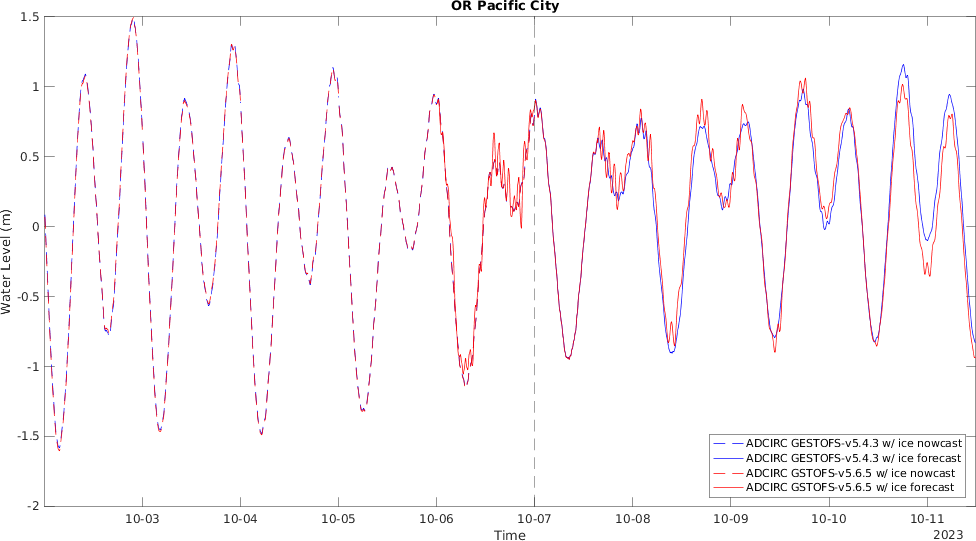 OR Pacific City
Water Level (m)
1.5
1
0.5
0
-0.5
-1
-1.5
-2
ADCIRC GESTOFS-v5.4.3 w/ ice nowcast
ADCIRC GESTOFS-v5.4.3 w/ ice forecast
ADCIRC GSTOFS-v5.6.5 w/ ice nowcast
ADCIRC GSTOFS-v5.6.5 w/ ice forecast
10-03 10-04 10-05 10-06 10-07 10-08 10-09 10-10 10-11
Time
2023